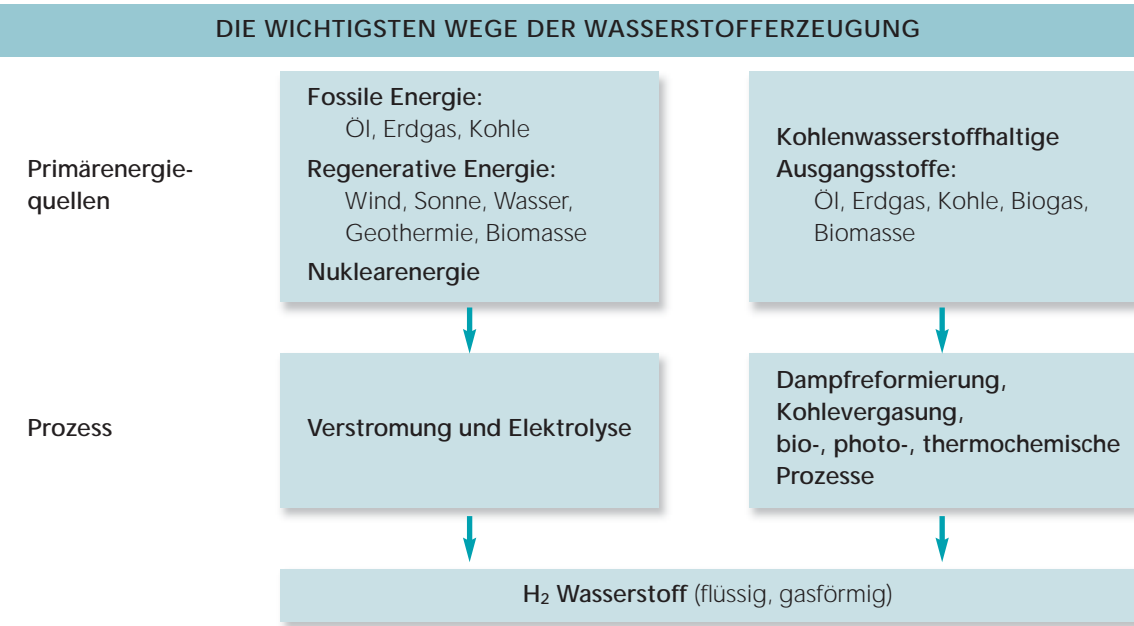 DIE WICHTIGSTEN WEGE DER WASSERSTOFFERZEUGUNG
Primärenergie-
quellen
Fossile Energie:
Öl, Erdgas, Kohle
Regenerative Energie:
Wind, Sonne, Wasser,
Geothermie, Biomasse
Nuklearenergie
Kohlenwasserstoffhaltige
Ausgangsstoffe:
Öl, Erdgas, Kohle, Biogas,
Biomasse
Prozess
Verstromung und Elektrolyse
Dampfreformierung,
Kohlevergasung,
bio-, photo-, thermochemische
Prozesse
H₂ Wasserstoff (flüssig, gasförmig)